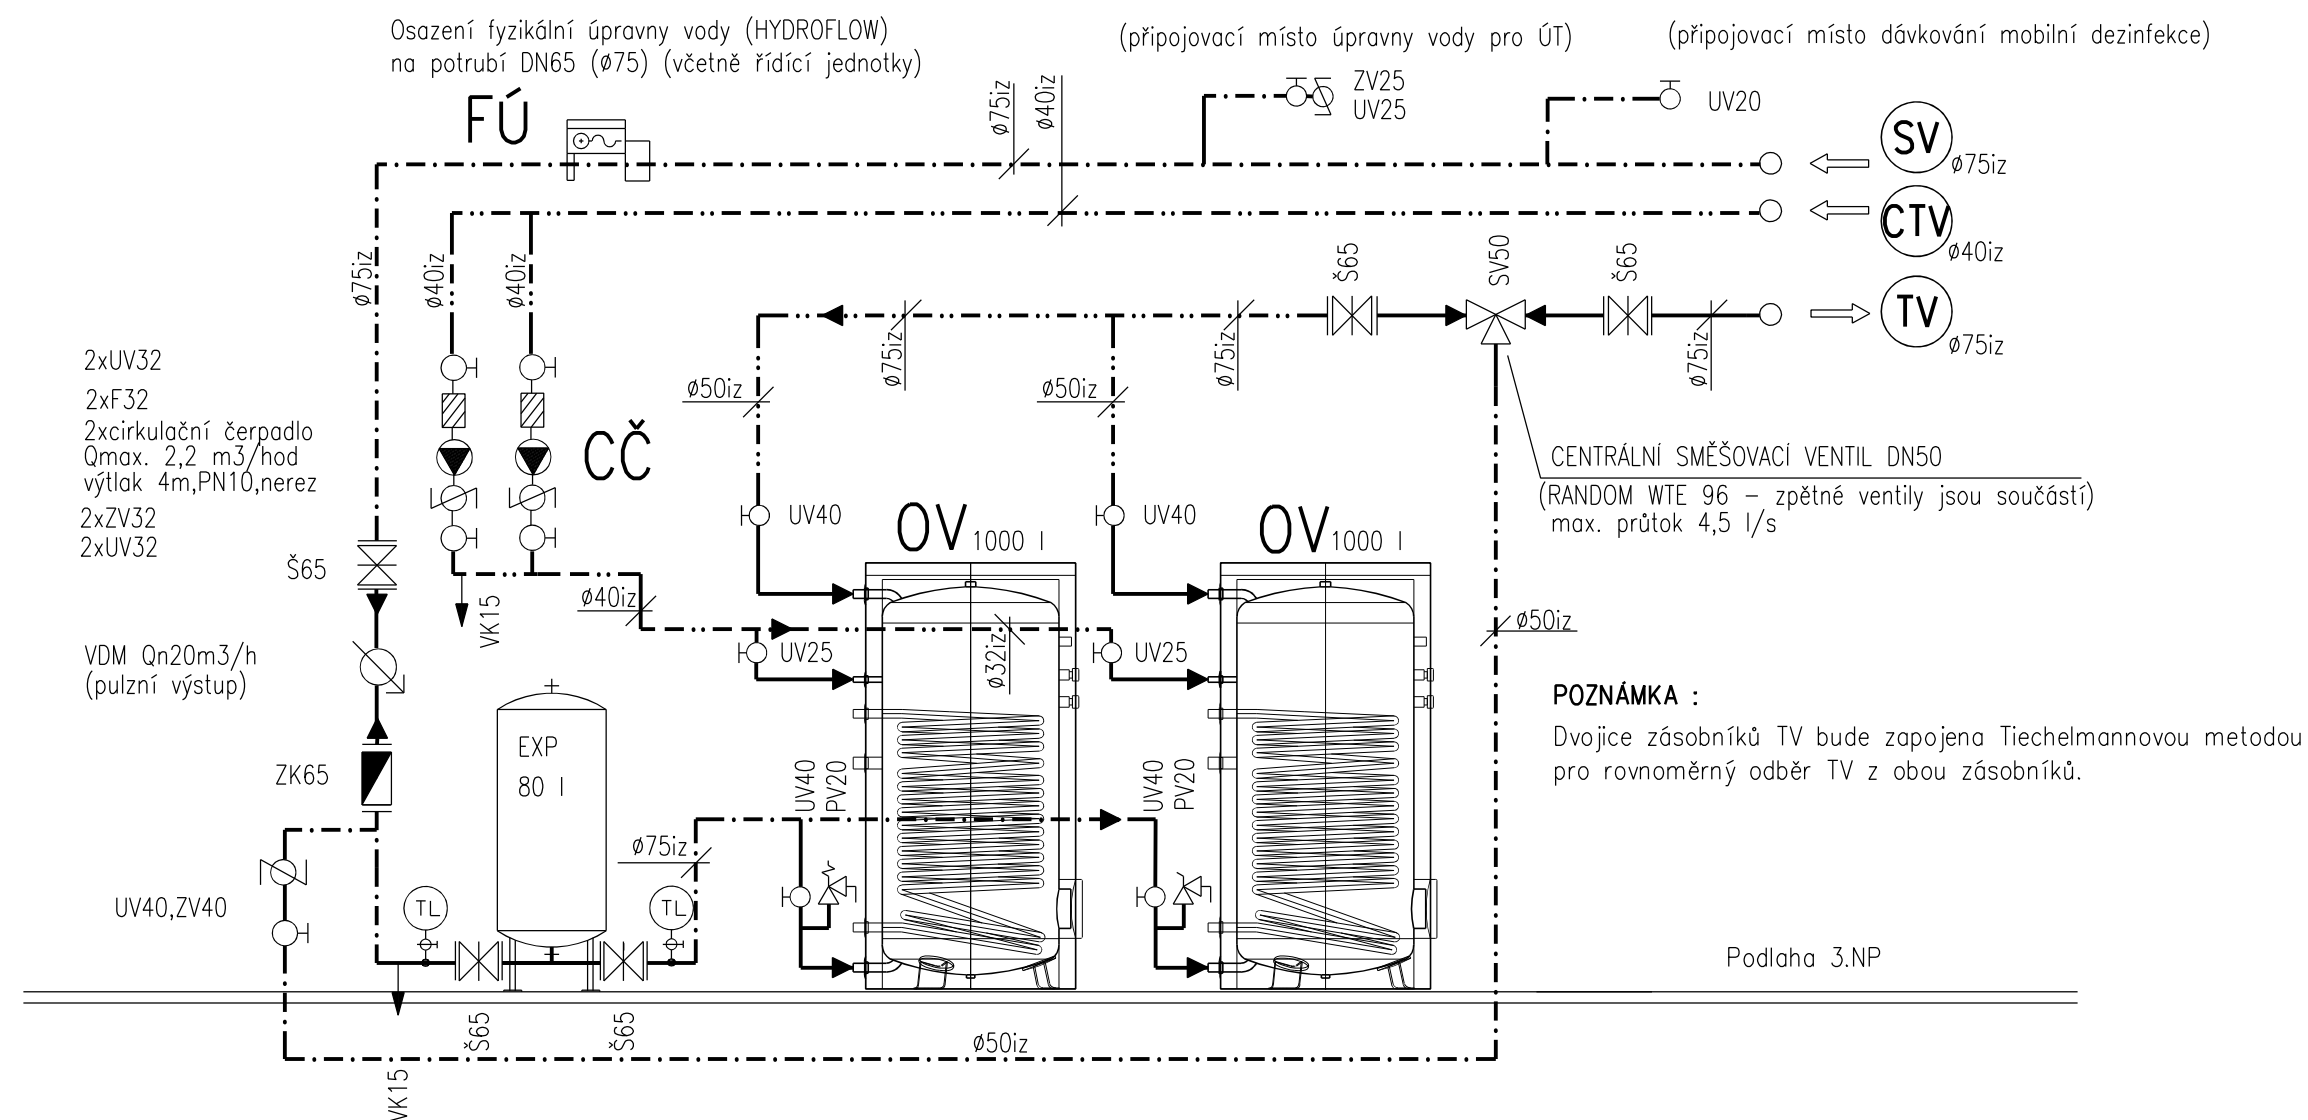 Osazení fyzikální úpravny vody (HYDROFLOW)
na potrubí DN65 (ø75) (včetně řídící jednotky)
(připojovací místo úpravny vody pro ÚT)
(připojovací místo dávkování mobilní dezinfekce)
FÚ
ø75iz
ø40iz
ZV25
UV25
UV20
SV
ø75iz
CTV
ø40iz
TV
ø75iz
ø75iz
ø40iz
ø40iz
Š65
SV50
Š65
ø75iz
ø75iz
ø75iz
ø50iz
ø50iz
2xUV32
2xF32
2xcirkulační čerpadlo
Qmax. 2,2 m3/hod
výtlak 4m,PN10,nerez
2xZV32
2xUV32
CČ
CENTRÁLNÍ SMĚŠOVACÍ VENTIL DN50
(RANDOM WTE 96 – zpětné ventily jsou součástí)
max. průtok 4,5 l/s
UV40
UV40
OV 1000 l
OV 1000 l
Š65
ø40iz
VK15
UV25
ø32iz
UV25
ø50iz
VDM Qn20m3/h
(pulzní výstup)
POZNÁMKA :
Dvojice zásobníků TV bude zapojena Tiechelmannovou metodou
pro rovnoměrný odběr TV z obou zásobníků.
EXP
80 l
ZK65
UV40
PV20
UV40
PV20
ø75iz
UV40,ZV40
TL
TL
Podlaha 3.NP
Š65
Š65
ø50iz
VK15